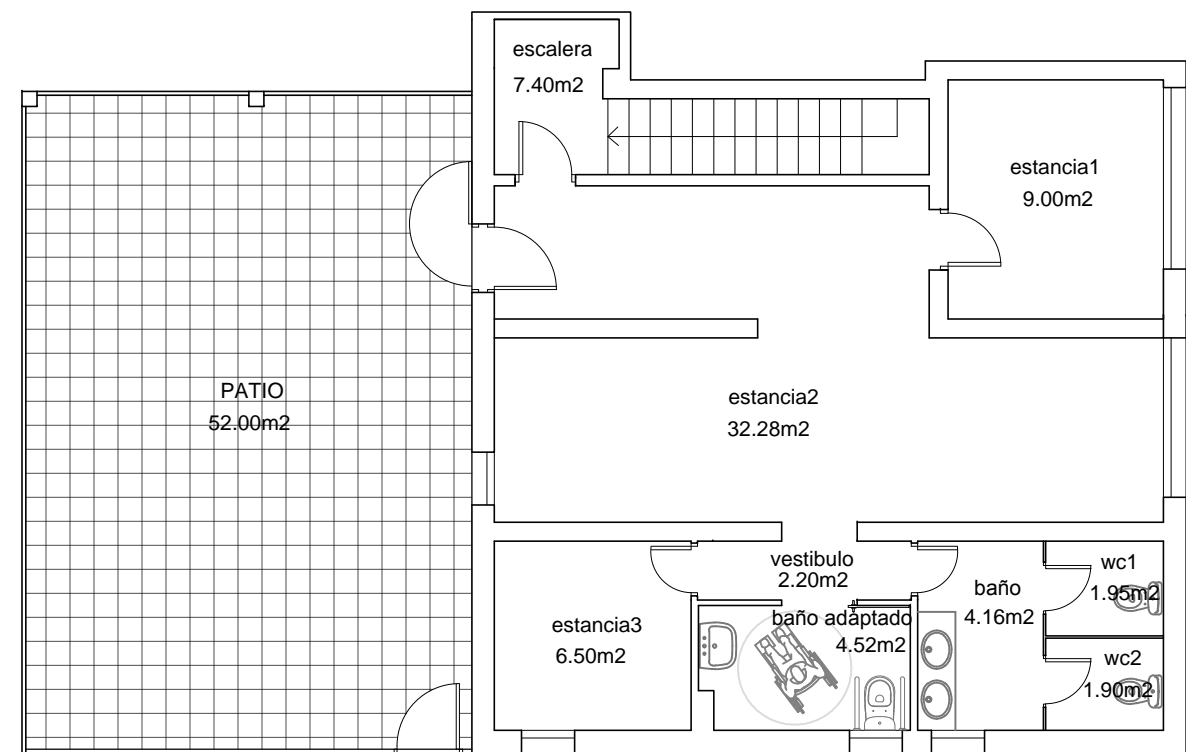 escalera
7.40m2
estancia1
9.00m2
PATIO
52.00m2
estancia2
32.28m2
vestibulo
2.20m2
wc1
1.95m2
baño
4.16m2
baño adaptado
4.52m2
estancia3
6.50m2
wc2
1.90m2